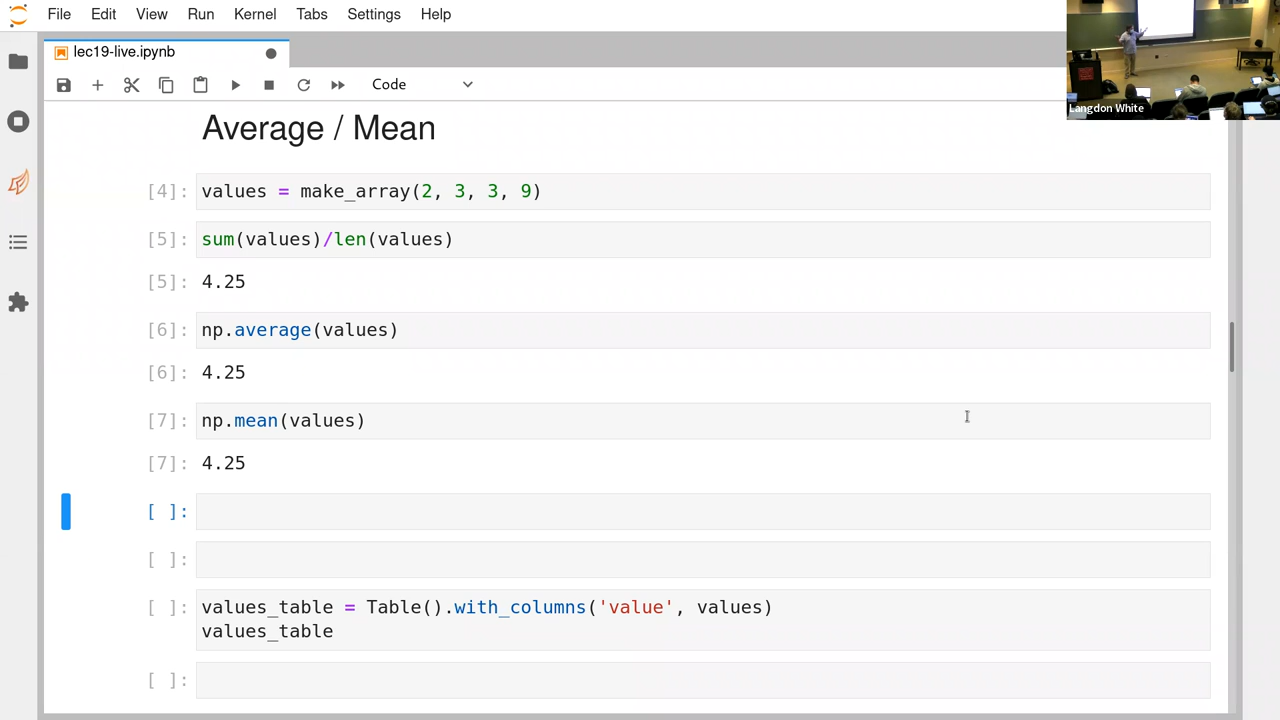 File Edit View Run Kernel Tabs Settings Help
lec19-live.ipynb
Code
Langdon White
Average / Mean
[4]: values = make_array(2, 3, 3, 9)
[5]: sum(values)/len(values)
[5]: 4.25
[6]: np.average(values)
[6]: 4.25
[7]: np.mean(values)
[7]: 4.25
[ ]:
[ ]:
[ ]: values_table = Table().with_columns('value', values)
values_table
[ ]: